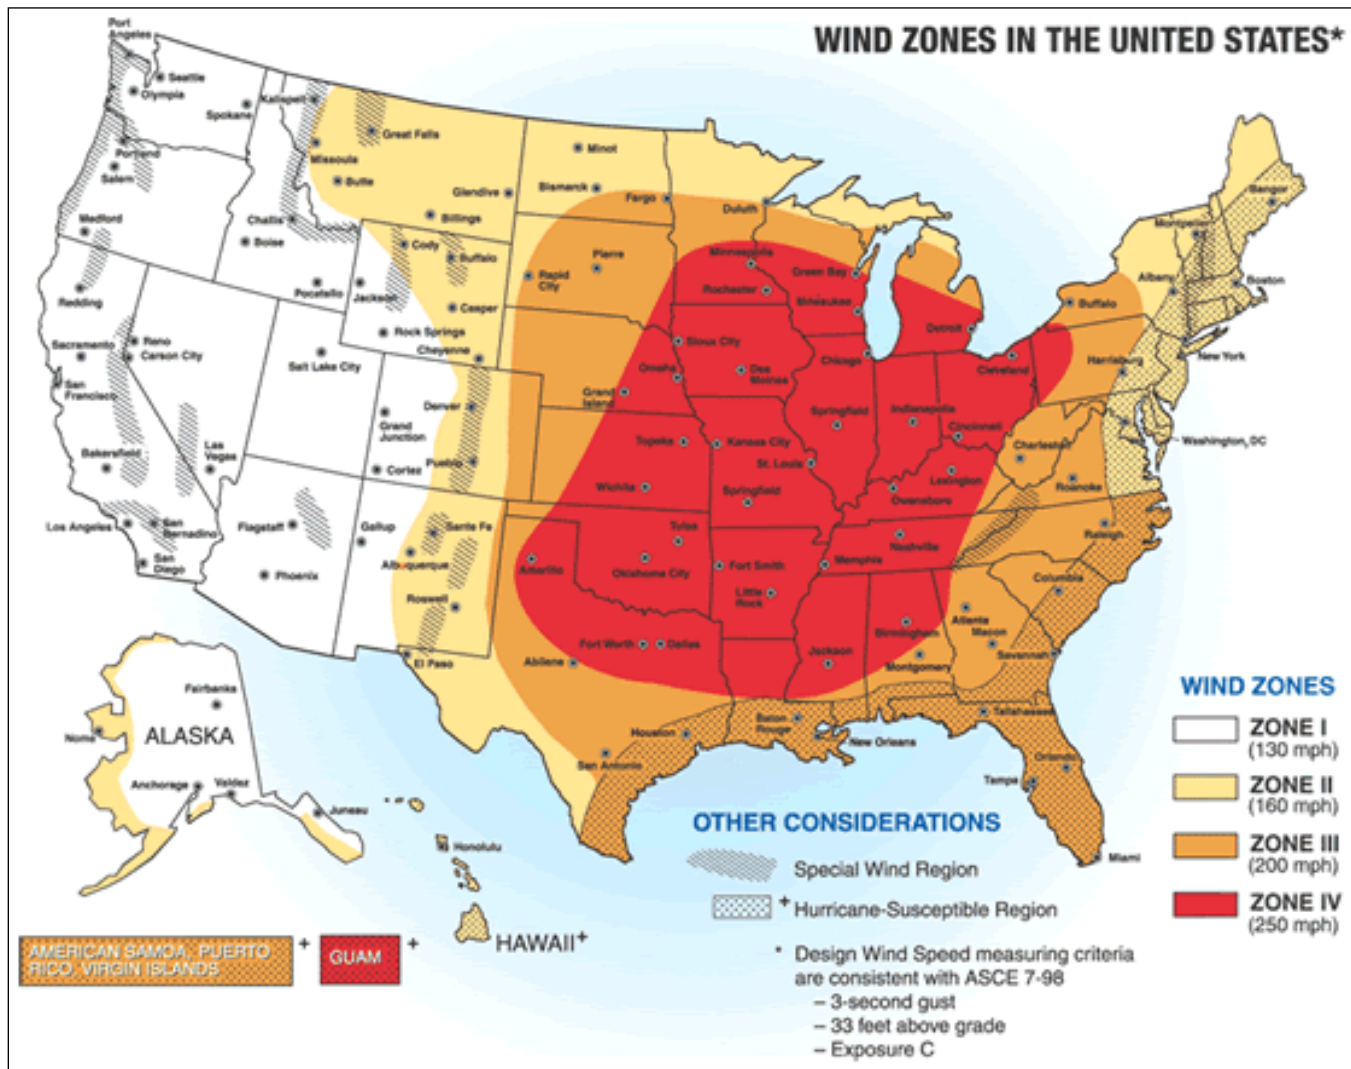 WIND ZONES IN THE UNITED STATES*
Port
Angeles
Seattle
Olympia
Spokane
Kalispell
Great Falls
Missoula
Butte
Glendive
Billings
Minot
Bismarck
Fargo
Duluth
Portland
Salem
Medford
Challis
Boise
Pocatello
Cody
Buffalo
Jackson
Casper
Rock Springs
Cheyenne
Rapid
City
Pierre
Minneapolis
Rochester
Green Bay
Milwaukee
Detroit
Buffalo
Albany
Montpelier
Bangor
Boston
New York
Harrisburg
Washington, DC
Redding
Reno
Carson City
Sacramento
San
Francisco
Salt Lake City
Denver
Grand
Junction
Pueblo
Cortez
Sioux City
Omaha
Des
Moines
Grand
Island
Chicago
Cleveland
Springfield
Indianapolis
Cincinnati
Charleston
Roanoke
Bakersfield
Las
Vegas
Los Angeles
San
Bernadino
San
Diego
Flagstaff
Phoenix
Gallup
Sante Fe
Albuquerque
Roswell
El Paso
Topeka
Kansas City
St. Louis
Wichita
Springfield
Tulsa
Oklahoma City
Amarillo
Fort Smith
Little
Rock
Memphis
Nashville
Owensboro
Lexington
Raleigh
Columbia
Atlanta
Macon
Savannah
Birmingham
Montgomery
Jackson
Fort Worth
Dallas
Abilene
Houston
San Antonio
Baton
Rouge
New Orleans
Tallahassee
Orlando
Tampa
Miami
Fairbanks
Nome
ALASKA
Anchorage
Valdez
Juneau
Honolulu
HAWAII+
AMERICAN SAMOA, PUERTO
RICO, VIRGIN ISLANDS
+
GUAM
+
WIND ZONES
ZONE I
(130 mph)
ZONE II
(160 mph)
ZONE III
(200 mph)
ZONE IV
(250 mph)
OTHER CONSIDERATIONS
Special Wind Region
+ Hurricane-Susceptible Region
* Design Wind Speed measuring criteria
are consistent with ASCE 7-98
– 3-second gust
– 33 feet above grade
– Exposure C